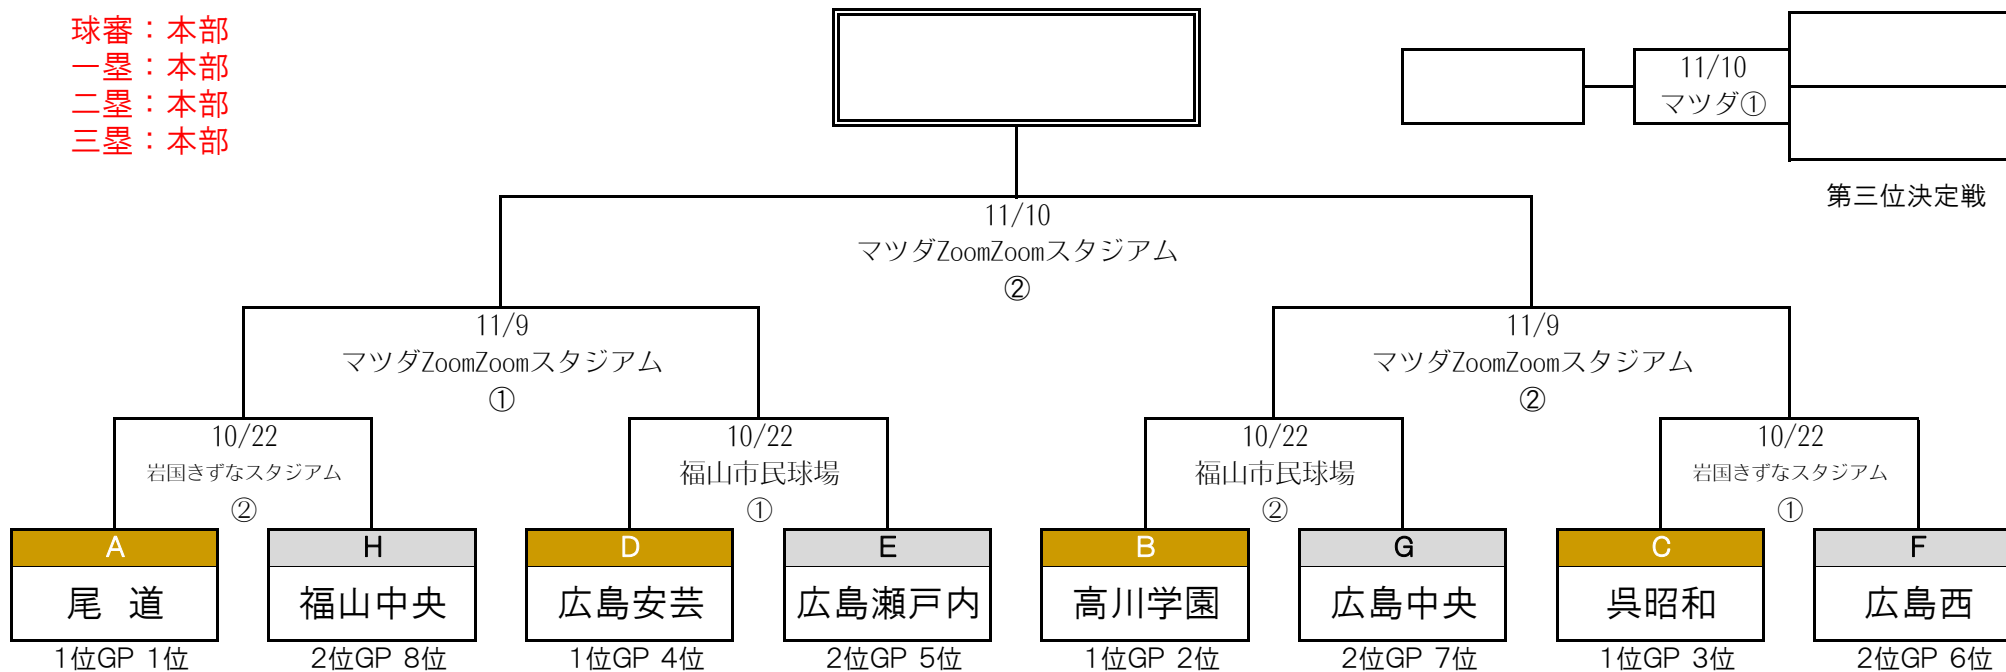 球審：本部
一塁：本部
二塁：本部
三塁：本部
11/10
マツダ①
第三位決定戦
11/10
マツダZoomZoomスタジアム
②
11/9
マツダZoomZoomスタジアム
①
11/9
マツダZoomZoomスタジアム
②
10/22
岩国きずなスタジアム
②
10/22
福山市民球場
①
10/22
福山市民球場
②
10/22
岩国きずなスタジアム
①
A
尾 道
1位GP 1位
H
福山中央
2位GP 8位
D
広島安芸
1位GP 4位
E
広島瀬戸内
2位GP 5位
B
高川学園
1位GP 2位
G
広島中央
2位GP 7位
C
呉昭和
1位GP 3位
F
広島西
2位GP 6位